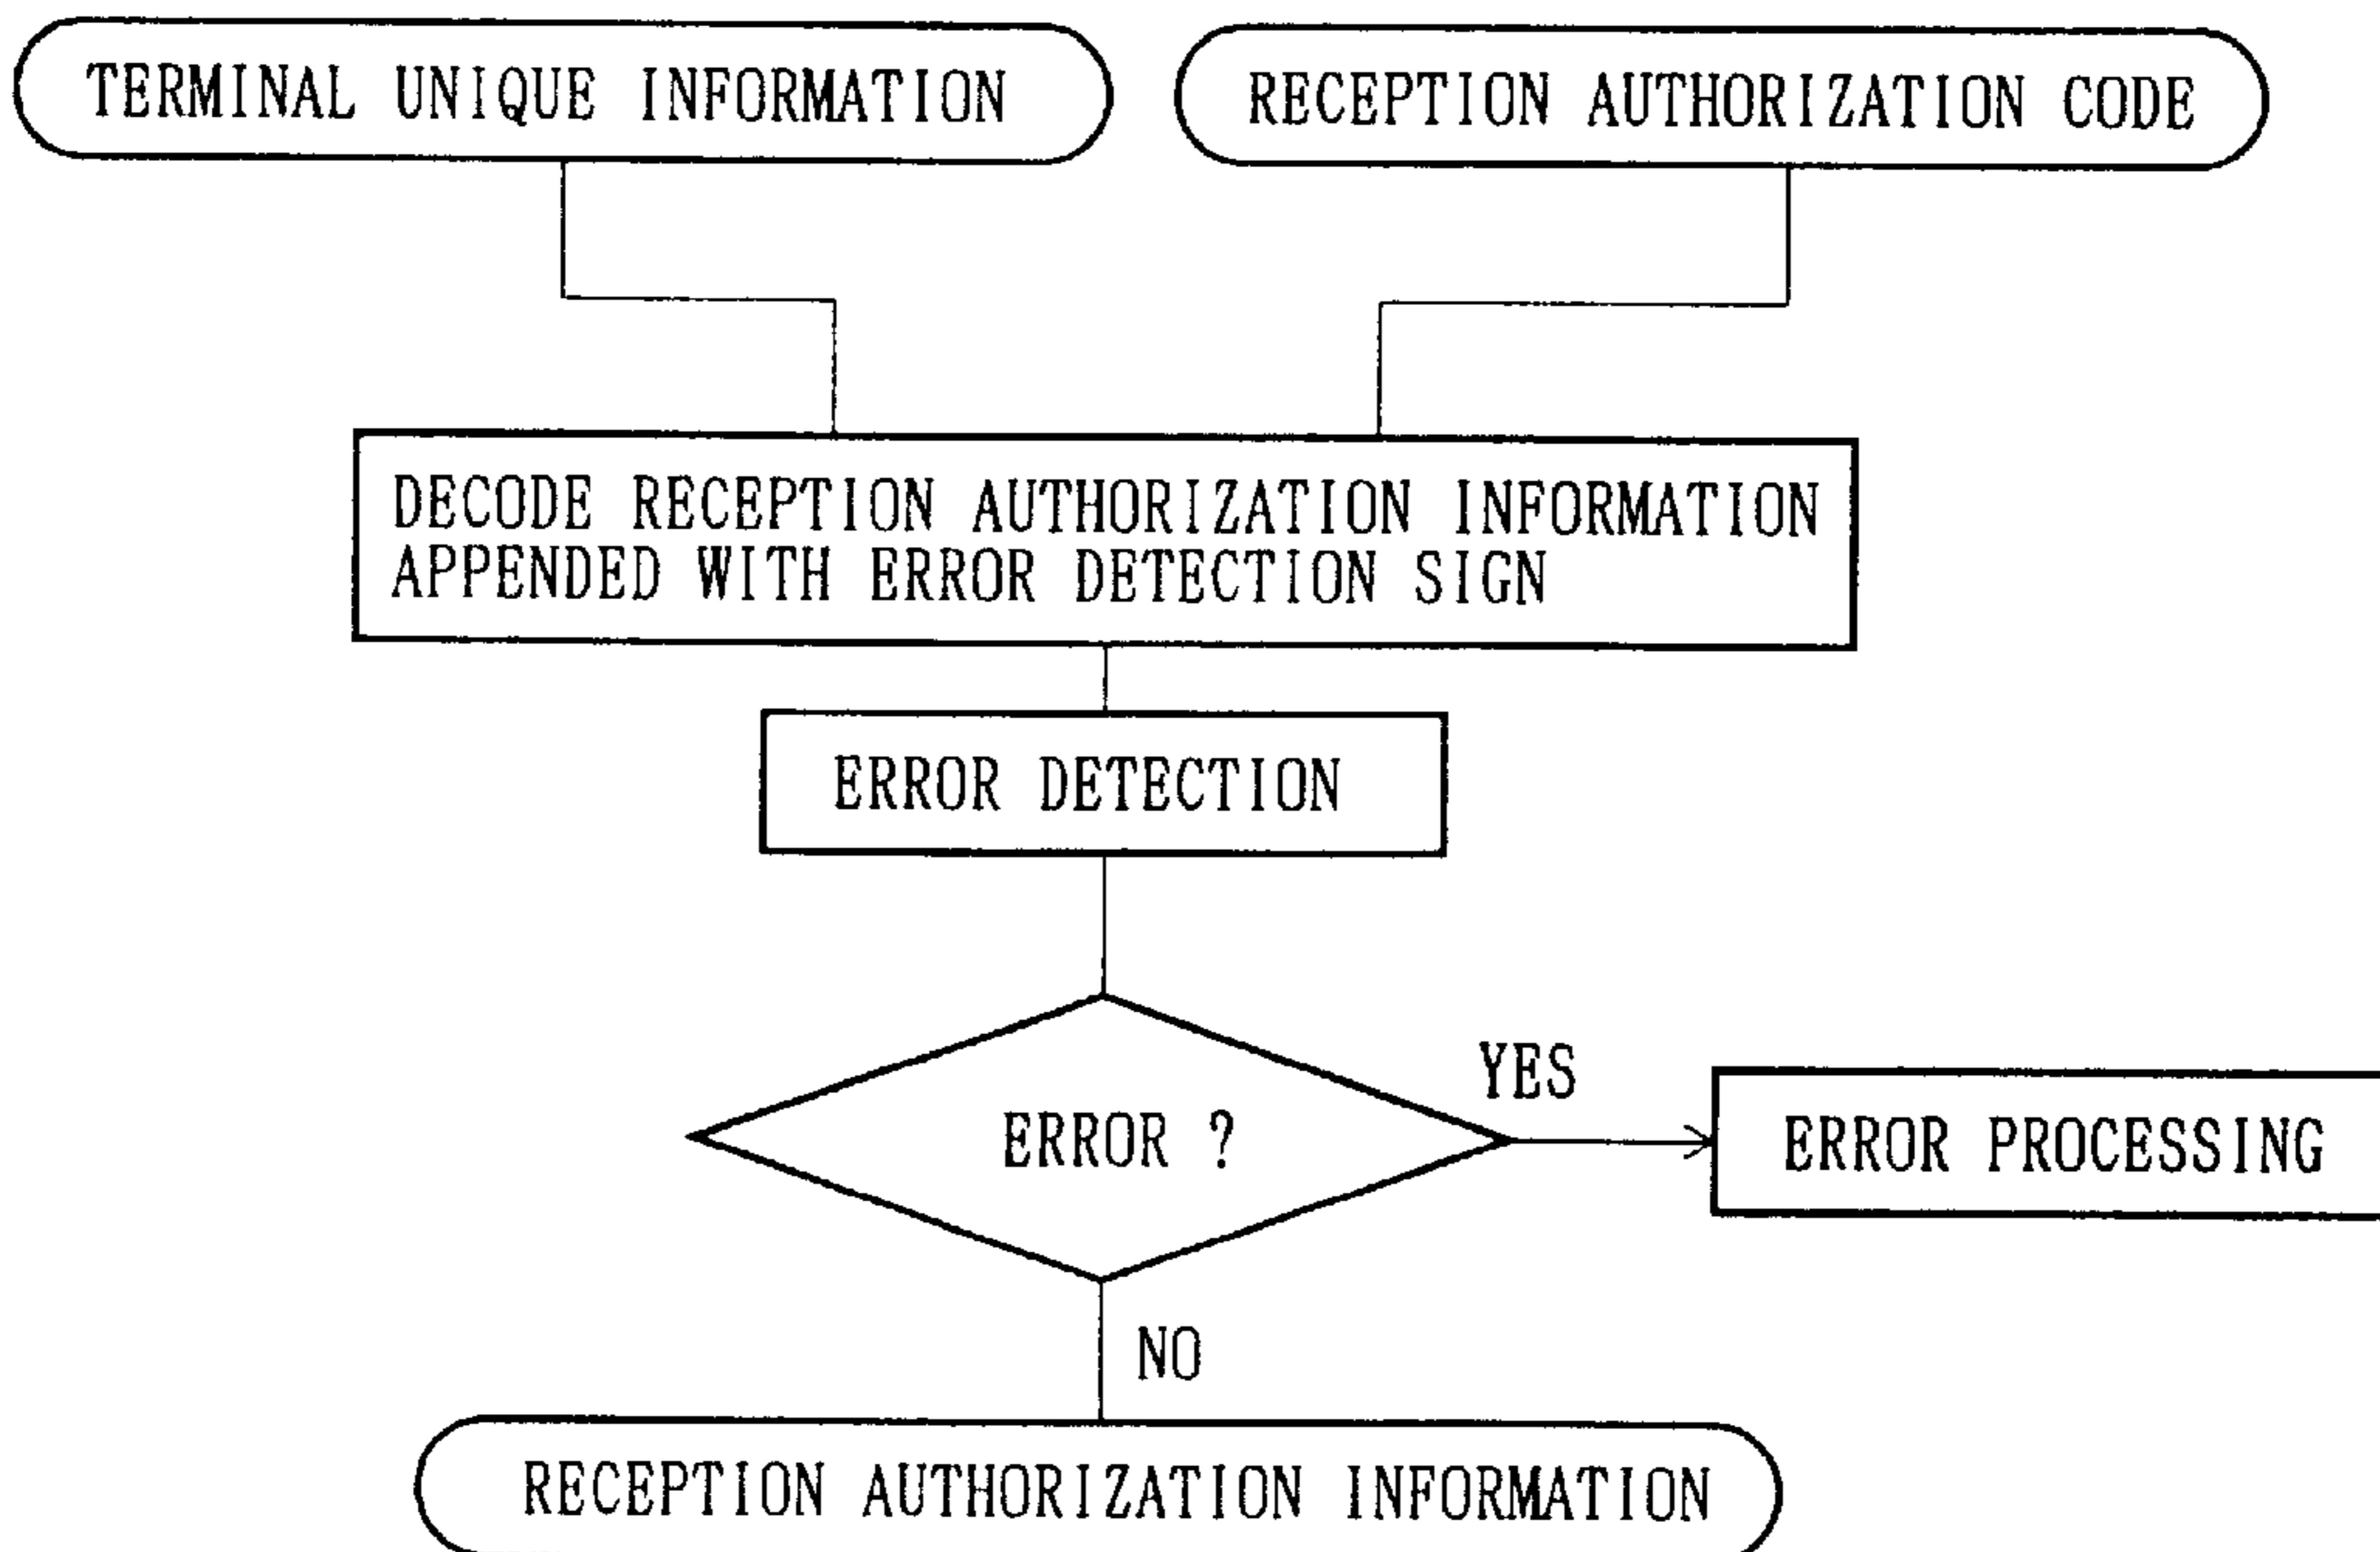 TERMINAL UNIQUE INFORMATION
RECEPTION AUTHORIZATION CODE
DECODE RECEPTION AUTHORIZATION INFORMATION
APPENDED WITH ERROR DETECTION SIGN
ERROR DETECTION
YES
ERROR ?
ERROR PROCESSING
NO
RECEPTION AUTHORIZATION INFORMATION